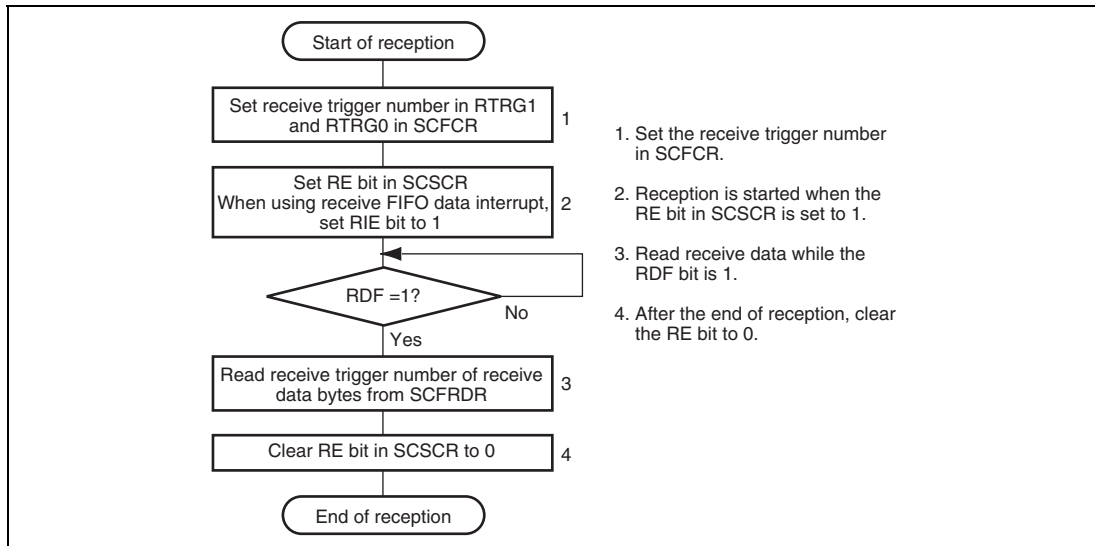 Start of reception
Set receive trigger number in RTRG1
and RTRG0 in SCFCR
1
Set RE bit in SCSCR
When using receive FIFO data interrupt,
set RIE bit to 1
2
RDF =1?
No
Yes
Read receive trigger number of receive
data bytes from SCFRDR
3
Clear RE bit in SCSCR to 0
4
End of reception
1. Set the receive trigger number
in SCFCR.
2. Reception is started when the
RE bit in SCSCR is set to 1.
3. Read receive data while the
RDF bit is 1.
4. After the end of reception, clear
the RE bit to 0.